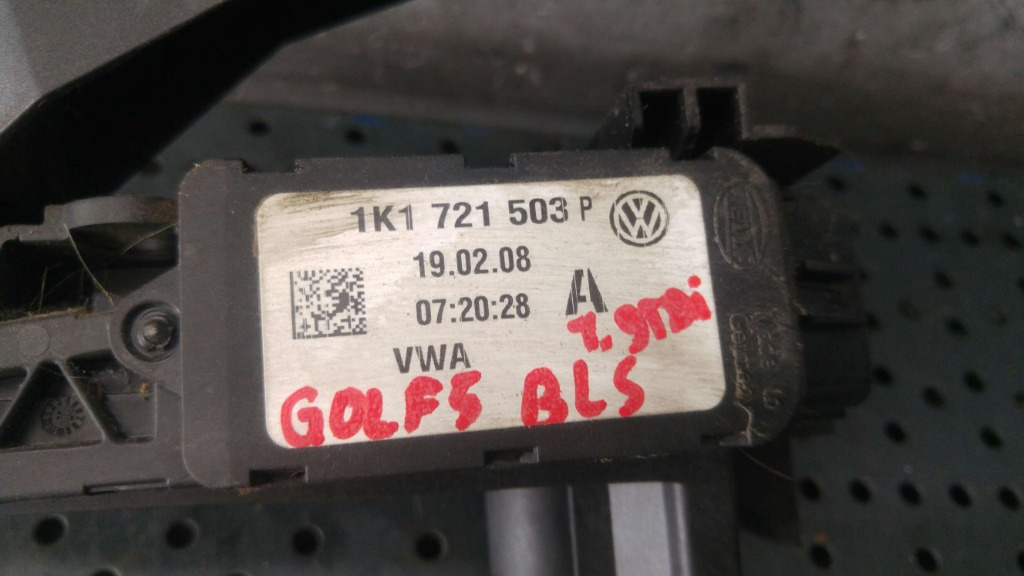 1K1 721 503 P
19.02.08
07:20:28
VWA
1.9TDi
GOLF5 BLS